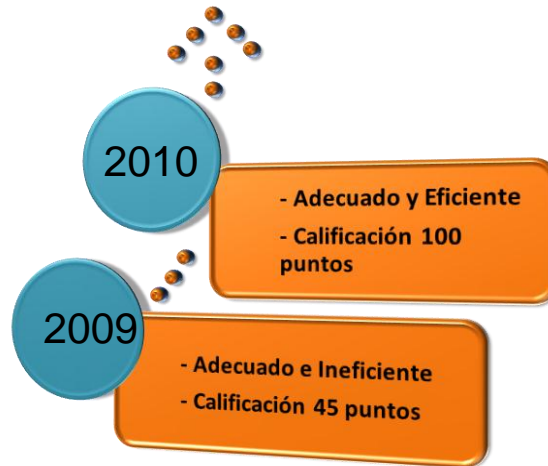 2010
- Adecuado y Eficiente
- Calificación 100
puntos
2009
- Adecuado e Ineficiente
- Calificación 45 puntos